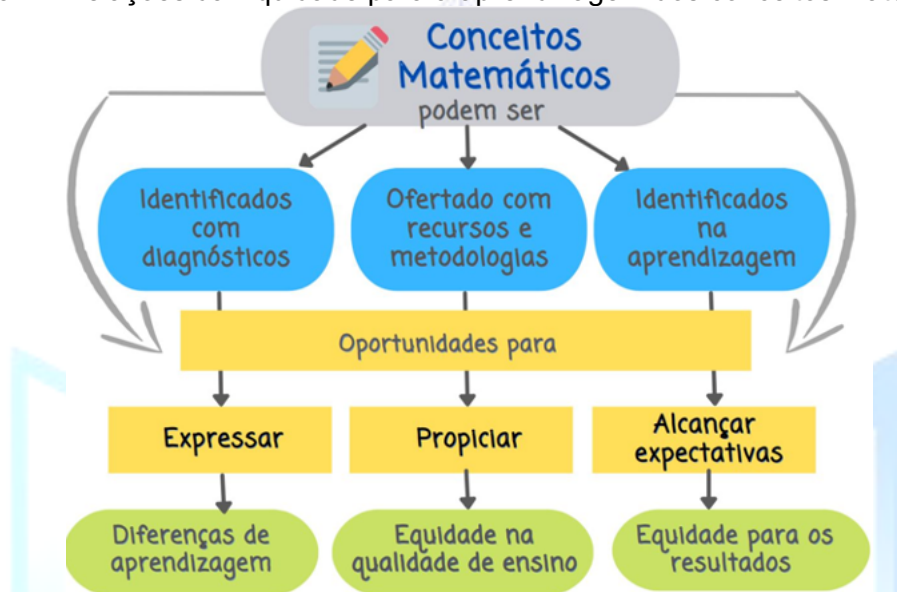 Conceitos
Matemáticos
podem ser
Identificados
com
diagnósticos
Ofertado com
recursos e
metodologias
Identificados
na
aprendizagem
Oportunidades para
Expressar
Propiciar
Alcançar
expectativas
Diferenças de
aprendizagem
Equidade na
qualidade de ensino
Equidade para os
resultados